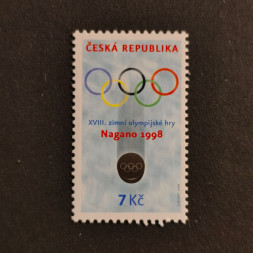 ČESKÁ REPUBLIKA
XVIII. zimní olympijské hry
Nagano 1998
7 Kč